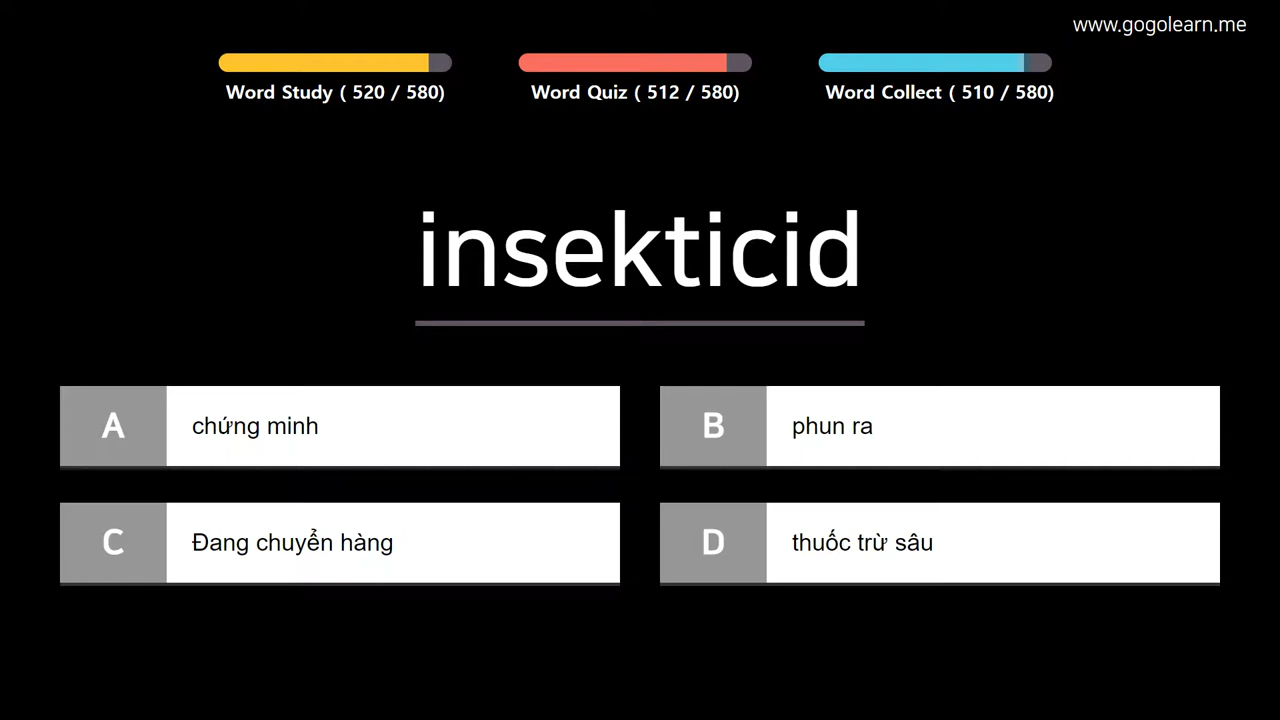 www.gogolearn.me
Word Study ( 520 / 580)
Word Quiz ( 512 / 580)
Word Collect ( 510 / 580)
insekticid
A
chứng minh
B
phun ra
C
Đang chuyển hàng
D
thuốc trừ sâu